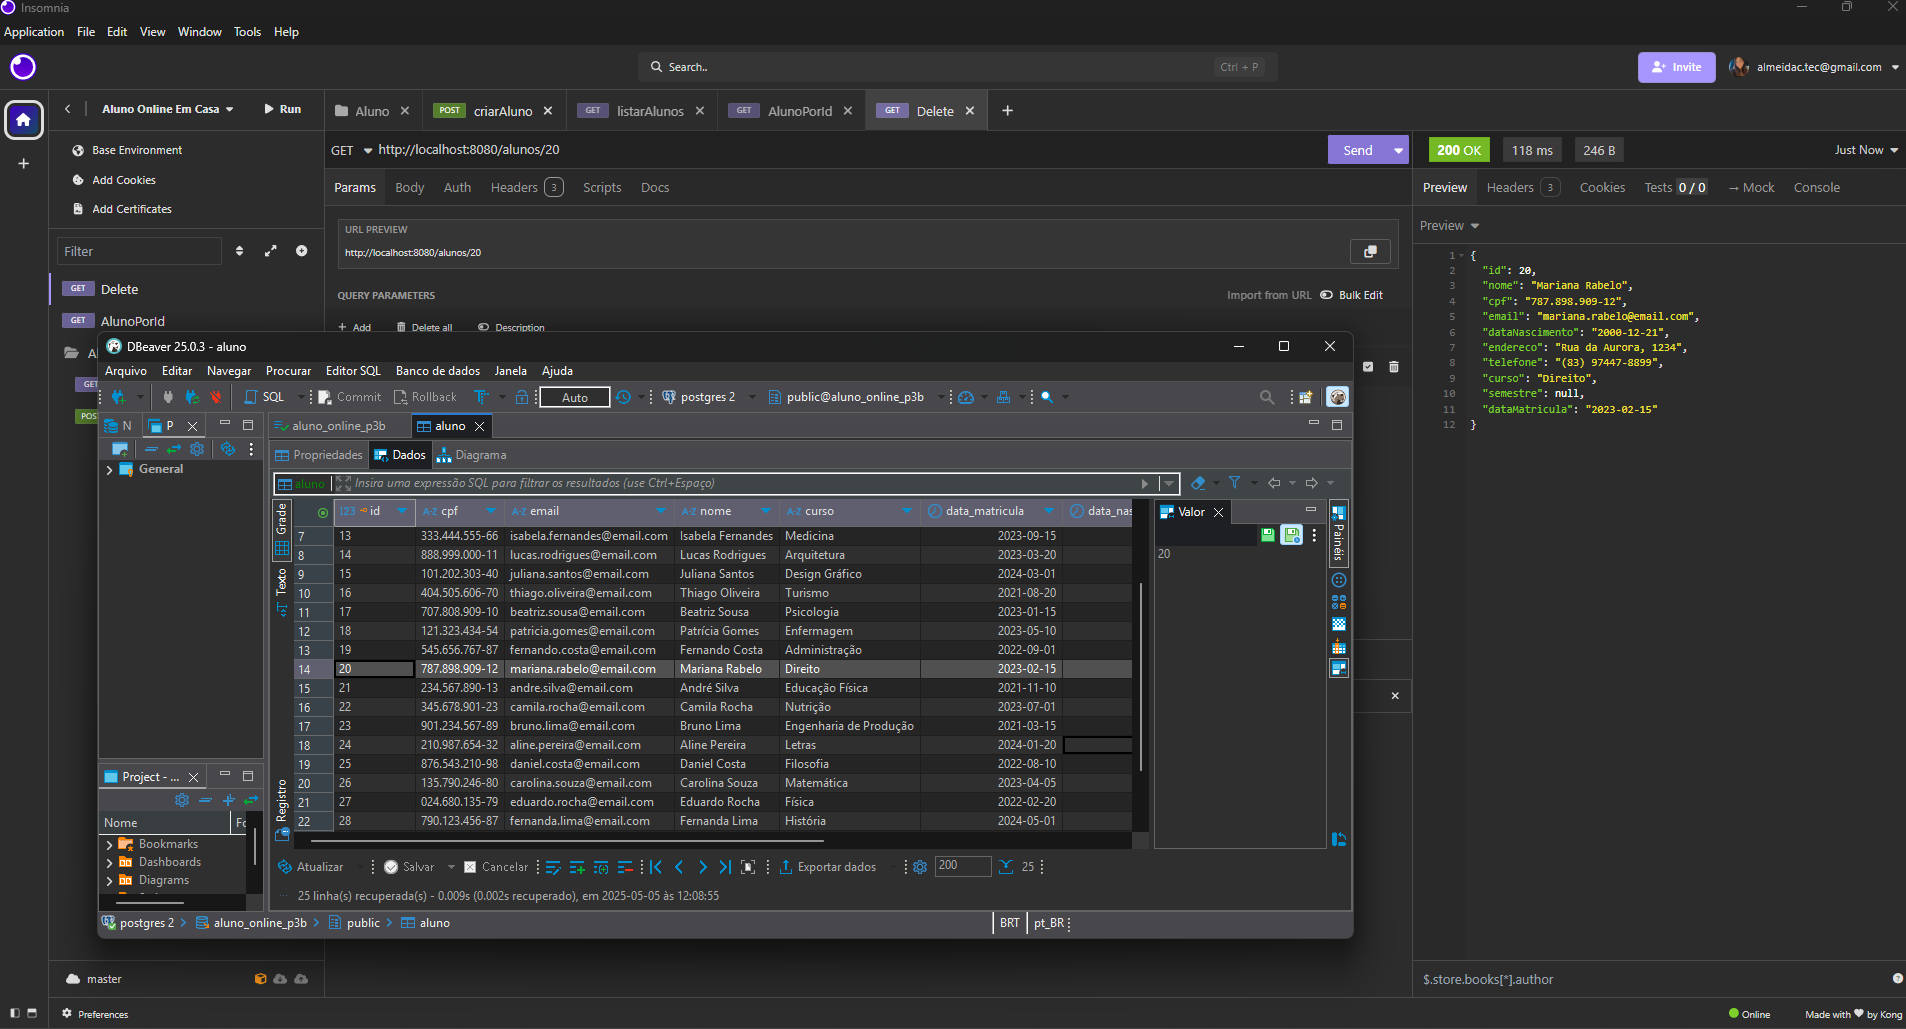 Insomnia
Application File Edit View Window Tools Help
Search.. Ctrl + P
Invite almeidac.tec@gmail.com
Aluno Online Em Casa Run
Aluno POST criarAluno GET listarAlunos GET AlunoPorId GET Delete
Base Environment
Add Cookies
Add Certificates
Filter
GET Delete
GET AlunoPorId
GET
GET http://localhost:8080/alunos/20 Send
Params Body Auth Headers 3 Scripts Docs
URL PREVIEW
http://localhost:8080/alunos/20
QUERY PARAMETERS Import from URL Bulk Edit
Add Delete all Description
200 OK 118 ms 246 B Just Now
Preview Headers 3 Cookies Tests 0 / 0 → Mock Console
Preview
1 {
2 "id": 20,
3 "nome": "Mariana Rabelo",
4 "cpf": "787.898.909-12",
5 "email": "mariana.rabelo@email.com",
6 "dataNascimento": "2000-12-21",
7 "endereco": "Rua da Aurora, 1234",
8 "telefone": "(83) 97447-8899",
9 "curso": "Direito",
10 "semestre": null,
11 "dataMatricula": "2023-02-15"
12 }
DBeaver 25.0.3 - aluno
Arquivo Editar Navegar Procurar Editor SQL Banco de dados Janela Ajuda
SQL Commit Rollback T Auto postgres 2 public@aluno_online_p3b
N P
General
aluno_online_p3b aluno
Propriedades Dados Diagrama
aluno Insira uma expressão SQL para filtrar os resultados (use Ctrl+Espaço)
Grade
Texto
Registro
123 id A-Z cpf A-Z email A-Z nome A-Z curso data_matricula data_nas
7 13 333.444.555-66 isabela.fernandes@email.com Isabela Fernandes Medicina 2023-09-15
8 14 888.999.000-11 lucas.rodrigues@email.com Lucas Rodrigues Arquitetura 2023-03-20
9 15 101.202.303-40 juliana.santos@email.com Juliana Santos Design Gráfico 2024-03-01
10 16 404.505.606-70 thiago.oliveira@email.com Thiago Oliveira Turismo 2021-08-20
11 17 707.808.909-10 beatriz.sousa@email.com Beatriz Sousa Psicologia 2023-01-15
12 18 121.323.434-54 patricia.gomes@email.com Patrícia Gomes Enfermagem 2023-05-10
13 19 545.656.767-87 fernando.costa@email.com Fernando Costa Administração 2022-09-01
14 20 787.898.909-12 mariana.rabelo@email.com Mariana Rabelo Direito 2023-02-15
15 21 234.567.890-13 andre.silva@email.com André Silva Educação Física 2021-11-10
16 22 345.678.901-23 camila.rocha@email.com Camila Rocha Nutrição 2023-07-01
17 23 901.234.567-89 bruno.lima@email.com Bruno Lima Engenharia de Produção 2021-03-15
18 24 210.987.654-32 aline.pereira@email.com Aline Pereira Letras 2024-01-20
19 25 876.543.210-98 daniel.costa@email.com Daniel Costa Filosofia 2022-08-10
20 26 135.790.246-80 carolina.souza@email.com Carolina Souza Matemática 2023-04-05
21 27 024.680.135-79 eduardo.rocha@email.com Eduardo Rocha Física 2022-02-20
22 28 790.123.456-87 fernanda.lima@email.com Fernanda Lima História 2024-05-01
Valor
20
Painéis
Project - ...
Nome Fo
Bookmarks
Dashboards
Diagrams
Atualizar Salvar Cancelar Exportar dados 200 25
25 linha(s) recuperada(s) - 0.009s (0.002s recuperado), em 2025-05-05 às 12:08:55
postgres 2 aluno_online_p3b public aluno BRT pt_BR
master
$.store.books[*].author
Preferences
Online Made with by Kong